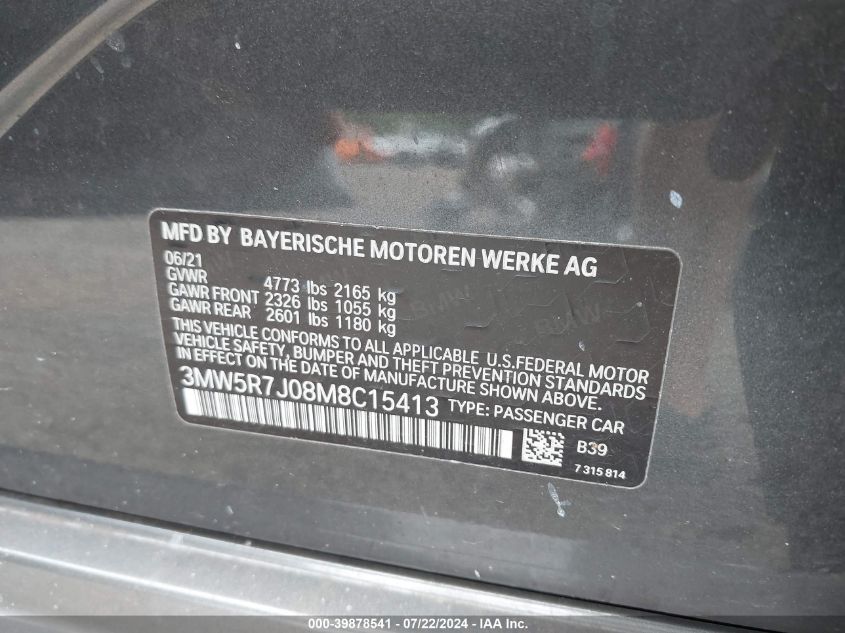 MFD BY BAYERISCHE MOTOREN WERKE AG
06/21
GVWR 4773 lbs 2165 kg
GAWR FRONT 2326 lbs 1055 kg
GAWR REAR 2601 lbs 1180 kg
THIS VEHICLE CONFORMS TO ALL APPLICABLE U.S.FEDERAL MOTOR
VEHICLE SAFETY, BUMPER AND THEFT PREVENTION STANDARDS
IN EFFECT ON THE DATE OF MANUFACTURE SHOWN ABOVE.
3MW5R7J08M8C15413 TYPE: PASSENGER CAR
B39
7 315 814
000-39878541 - 07/22/2024 - IAA Inc.